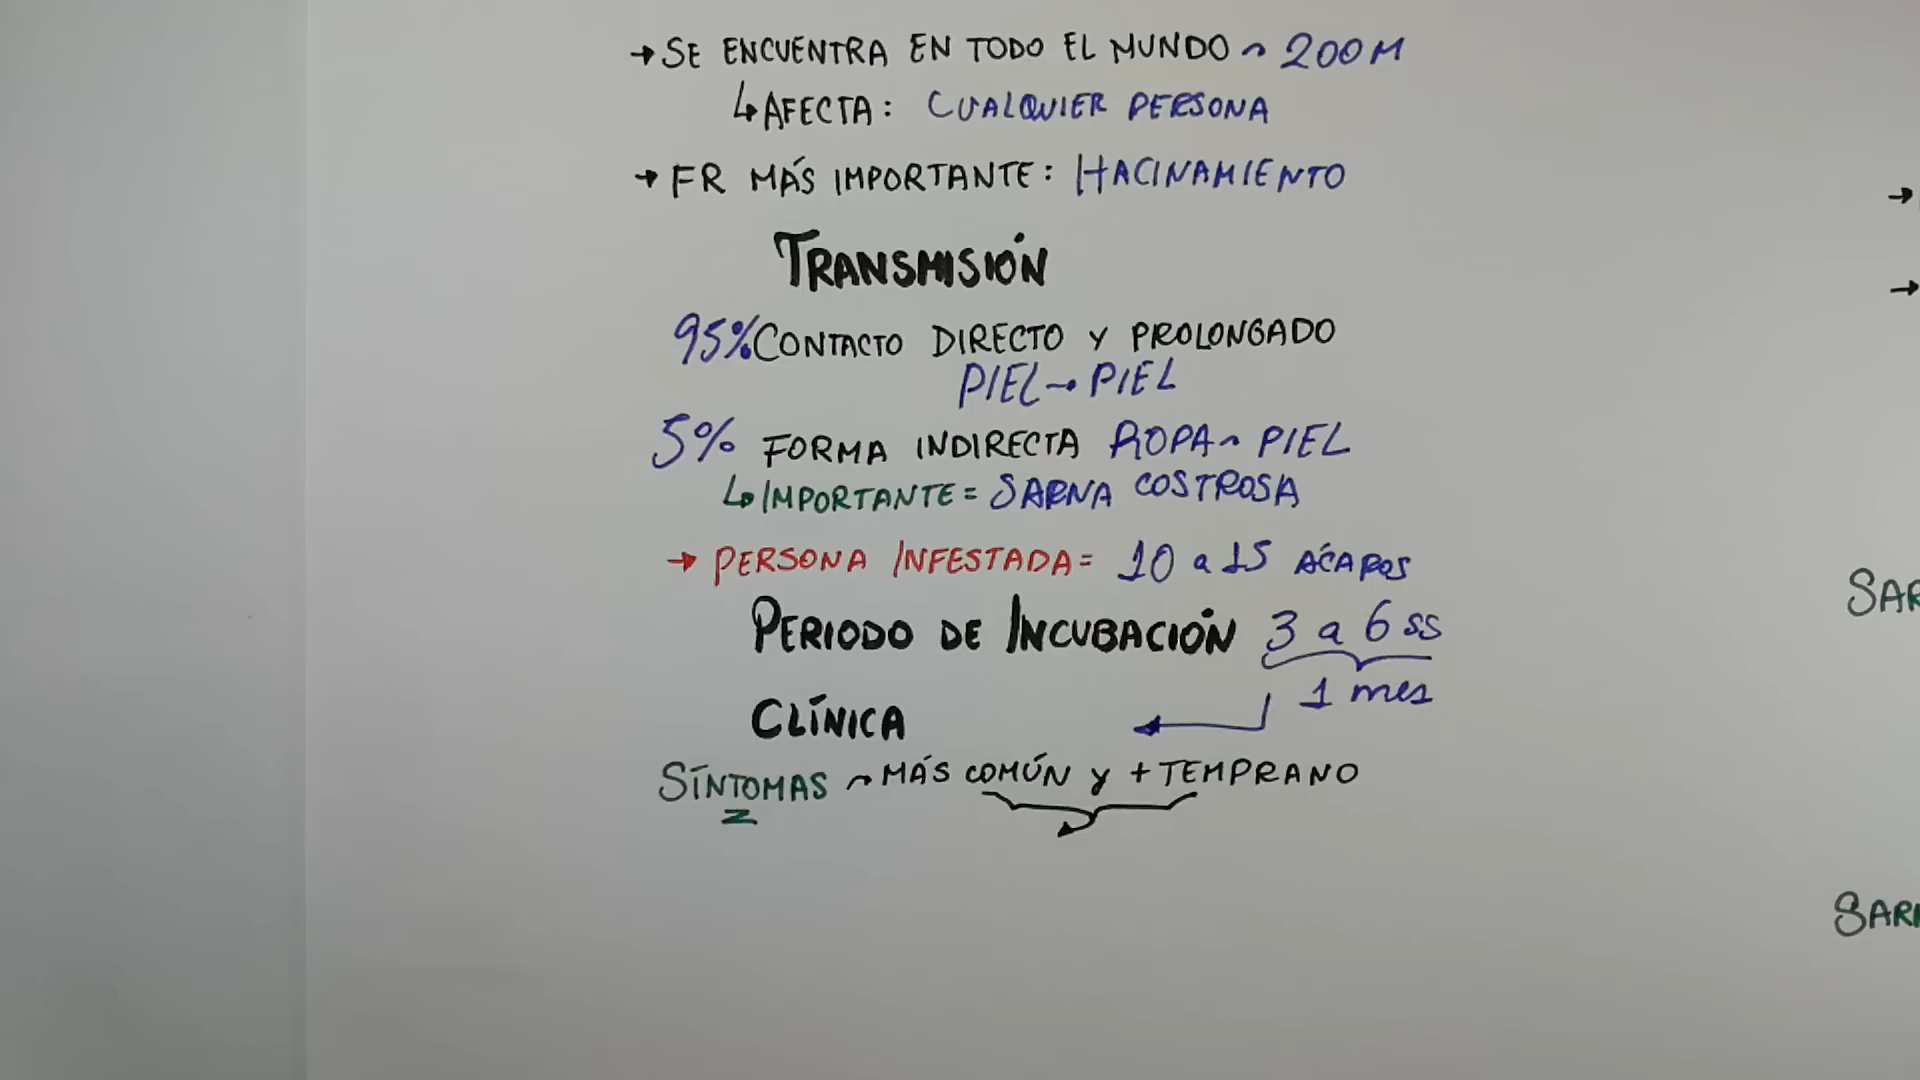 → SE ENCUENTRA EN TODO EL MUNDO ~ 200M
↳ AFECTA: CUALQUIER PERSONA
→ FR MÁS IMPORTANTE: HACINAMIENTO
TRANSMISIÓN
95% CONTACTO DIRECTO Y PROLONGADO
PIEL → PIEL
5% FORMA INDIRECTA ROPA ~ PIEL
↳ IMPORTANTE = SARNA COSTROSA
→ PERSONA INFESTADA = 10 a 15 ÁCAROS
PERIODO DE INCUBACIÓN 3 a 6 ss
1 mes
CLÍNICA
SÍNTOMAS ~ MÁS COMÚN y + TEMPRANO
→
→
SAR
SAR